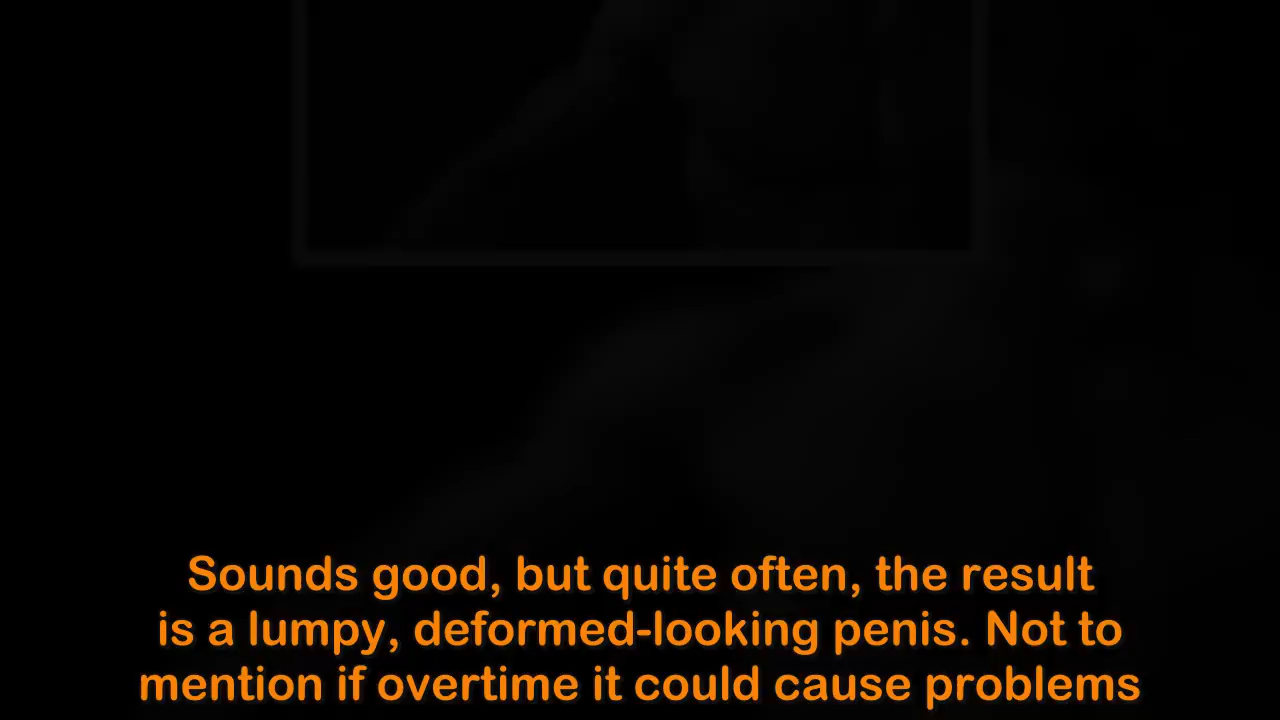 Sounds good, but quite often, the result
is a lumpy, deformed-looking penis. Not to
mention if overtime it could cause problems